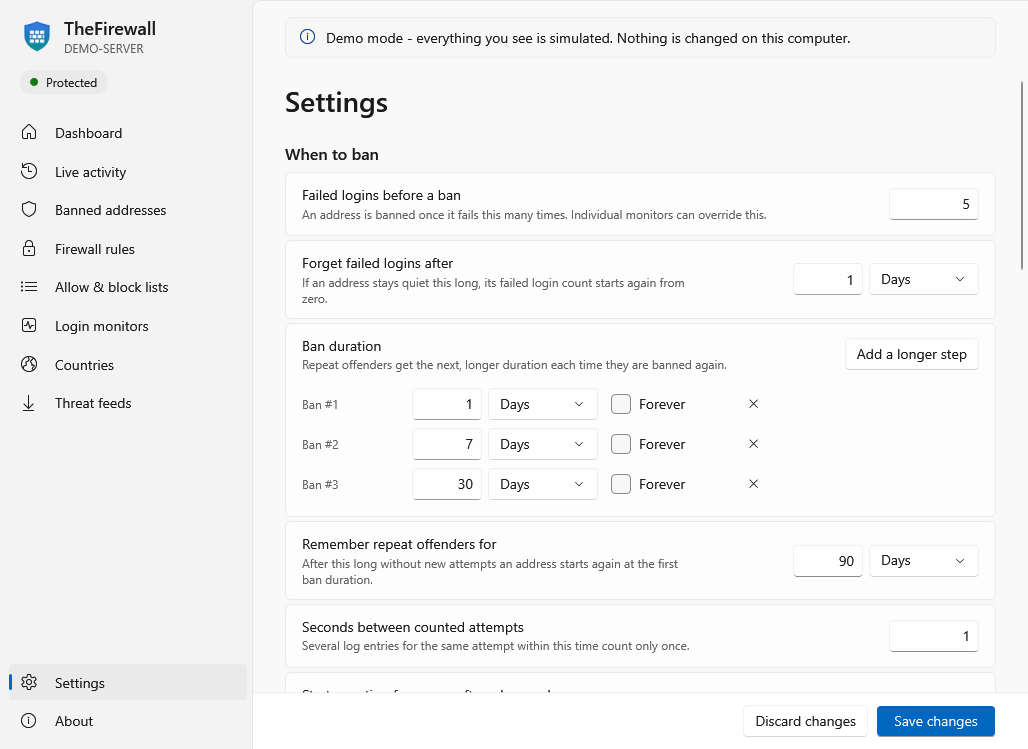 TheFirewall
DEMO-SERVER
Protected
Dashboard
Live activity
Banned addresses
Firewall rules
Allow & block lists
Login monitors
Countries
Threat feeds
Settings
About
Demo mode - everything you see is simulated. Nothing is changed on this computer.
Settings
When to ban
Failed logins before a ban
An address is banned once it fails this many times. Individual monitors can override this.
5
Forget failed logins after
If an address stays quiet this long, its failed login count starts again from
zero.
1 Days
Ban duration
Repeat offenders get the next, longer duration each time they are banned again.
Add a longer step
Ban #1 1 Days Forever
Ban #2 7 Days Forever
Ban #3 30 Days Forever
Remember repeat offenders for
After this long without new attempts an address starts again at the first
ban duration.
90 Days
Seconds between counted attempts
Several log entries for the same attempt within this time count only once.
1
Discard changes Save changes